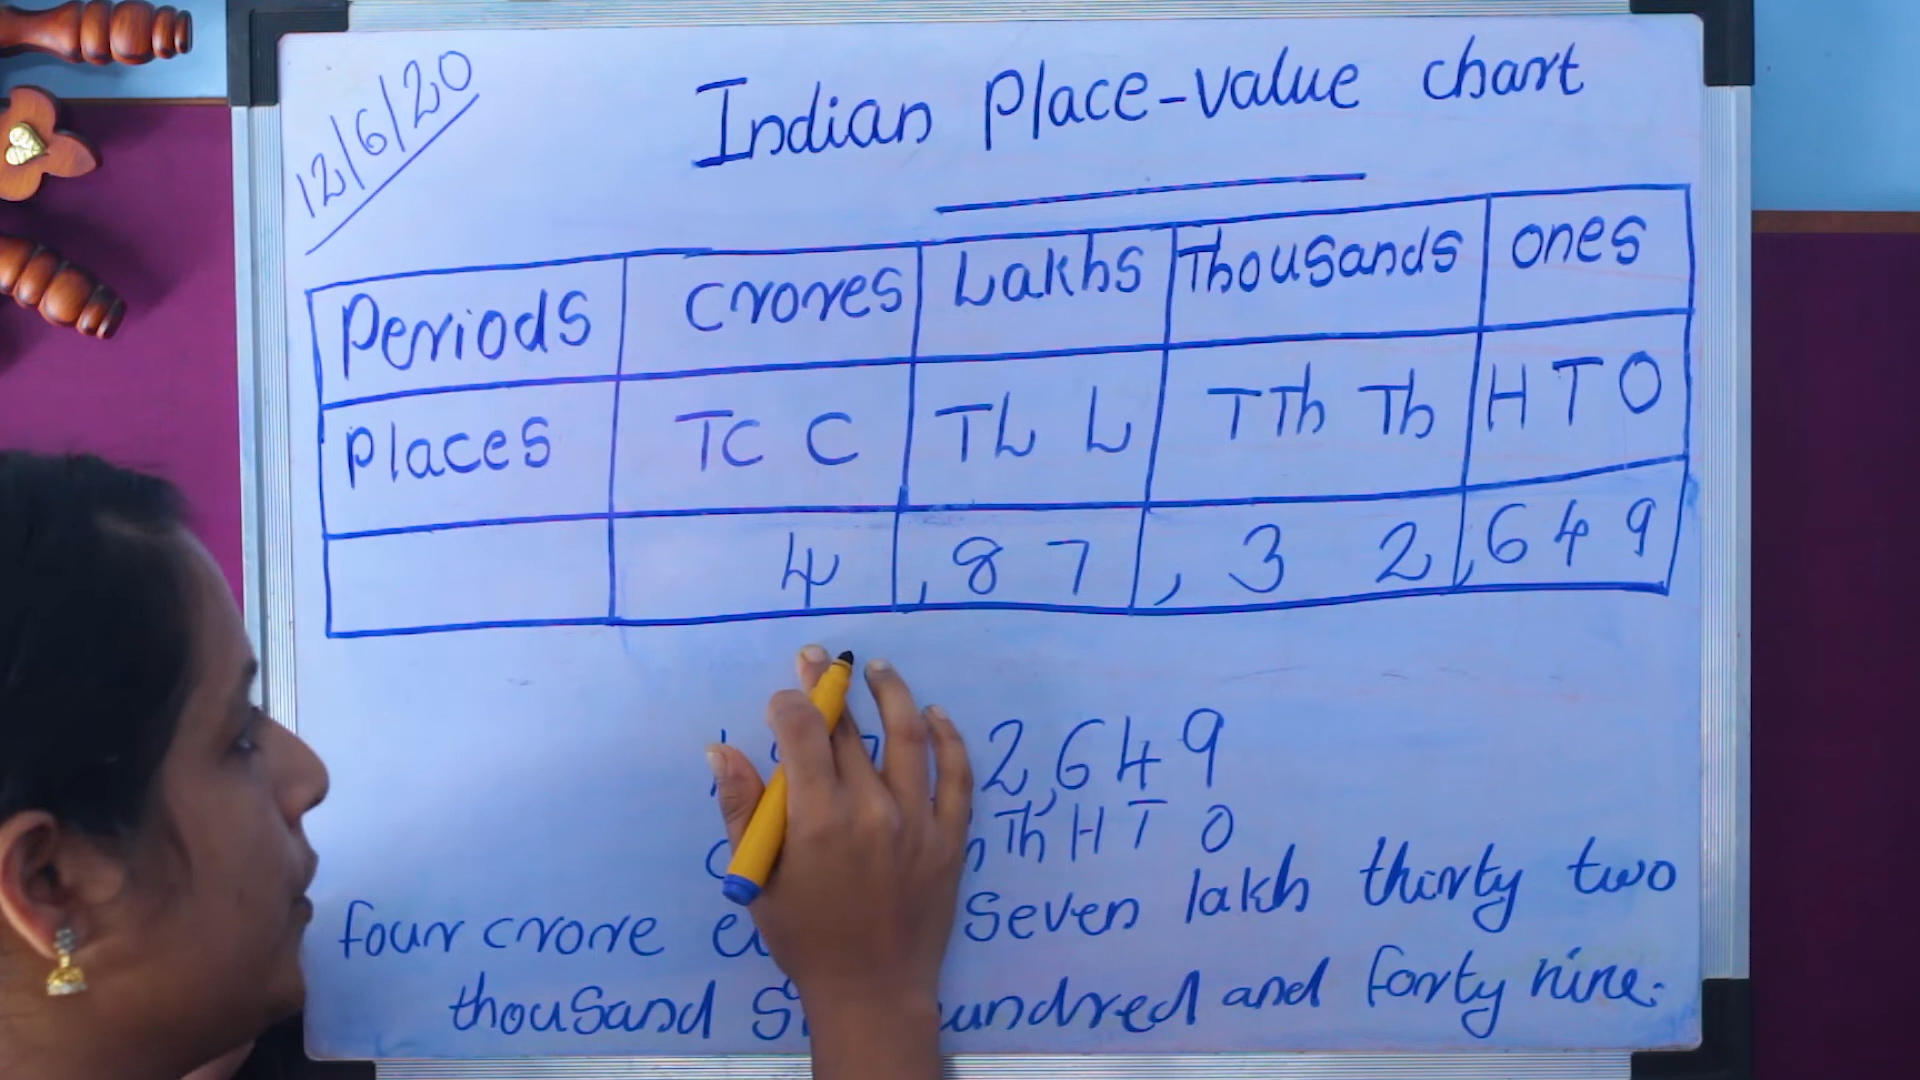 12/6/20
Indian Place-value chart
Periods Crores Lakhs Thousands ones
Places TC C TL L TTh Th H T O
4 ,8 7 , 3 2 ,6 4 9
2,649
Th H T O
four crore seven lakh thirty two
thousand hundred and forty nine.